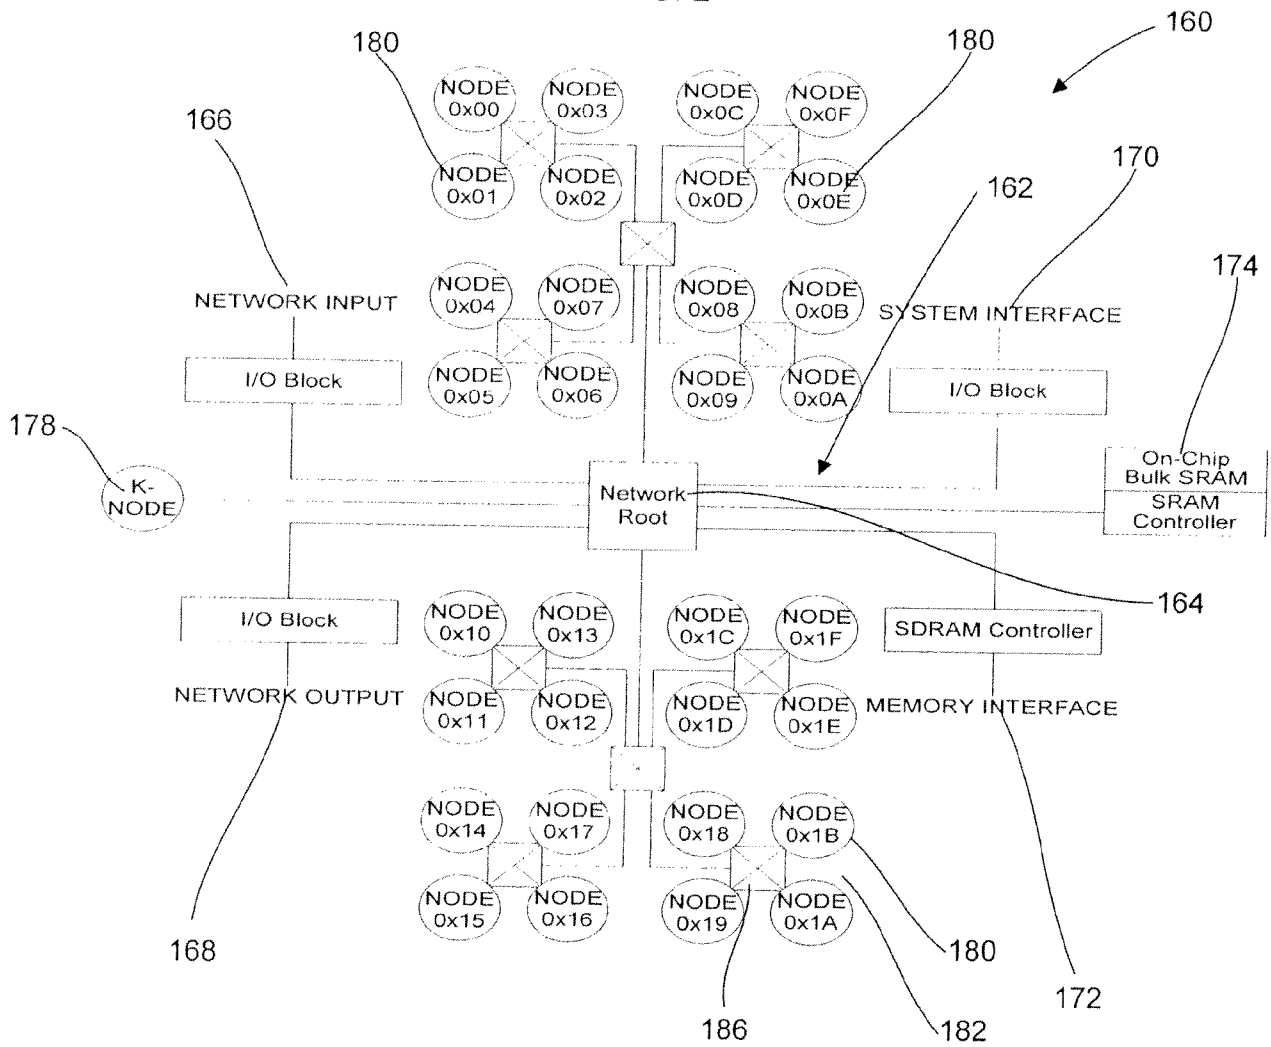 160
180
180
NODE
0x00
NODE
0x03
NODE
0x0C
NODE
0x0F
166
170
NODE
0x01
NODE
0x02
NODE
0x0D
NODE
0x0E
162
174
NETWORK INPUT
NODE
0x04
NODE
0x07
NODE
0x08
NODE
0x0B
SYSTEM INTERFACE
I/O Block
NODE
0x05
NODE
0x06
NODE
0x09
NODE
0x0A
I/O Block
178
K-
NODE
Network
Root
On-Chip
Bulk SRAM
SRAM
Controller
164
I/O Block
NODE
0x10
NODE
0x13
NODE
0x1C
NODE
0x1F
SDRAM Controller
NETWORK OUTPUT
NODE
0x11
NODE
0x12
NODE
0x1D
NODE
0x1E
MEMORY INTERFACE
NODE
0x14
NODE
0x17
NODE
0x18
NODE
0x1B
NODE
0x15
NODE
0x16
NODE
0x19
NODE
0x1A
168
180
172
186
182